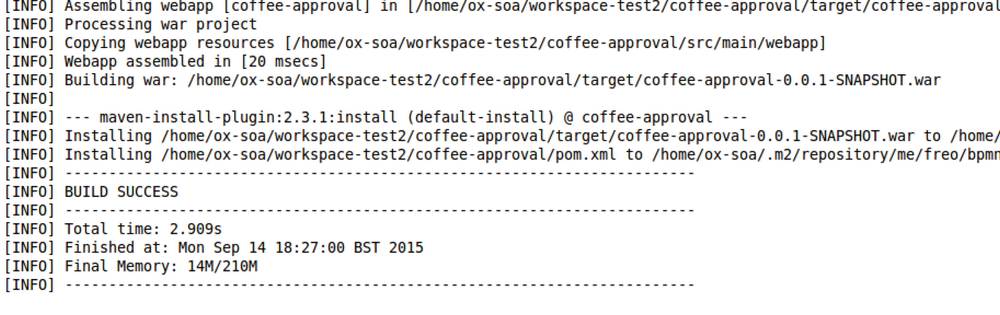 [INFO] Assembling webapp [coffee-approval] in [/home/ox-soa/workspace-test2/coffee-approval/target/coffee-approval
[INFO] Processing war project
[INFO] Copying webapp resources [/home/ox-soa/workspace-test2/coffee-approval/src/main/webapp]
[INFO] Webapp assembled in [20 msecs]
[INFO] Building war: /home/ox-soa/workspace-test2/coffee-approval/target/coffee-approval-0.0.1-SNAPSHOT.war
[INFO]
[INFO] --- maven-install-plugin:2.3.1:install (default-install) @ coffee-approval ---
[INFO] Installing /home/ox-soa/workspace-test2/coffee-approval/target/coffee-approval-0.0.1-SNAPSHOT.war to /home/
[INFO] Installing /home/ox-soa/workspace-test2/coffee-approval/pom.xml to /home/ox-soa/.m2/repository/me/freo/bpmn
[INFO] ------------------------------------------------------------------------
[INFO] BUILD SUCCESS
[INFO] ------------------------------------------------------------------------
[INFO] Total time: 2.909s
[INFO] Finished at: Mon Sep 14 18:27:00 BST 2015
[INFO] Final Memory: 14M/210M
[INFO] ------------------------------------------------------------------------